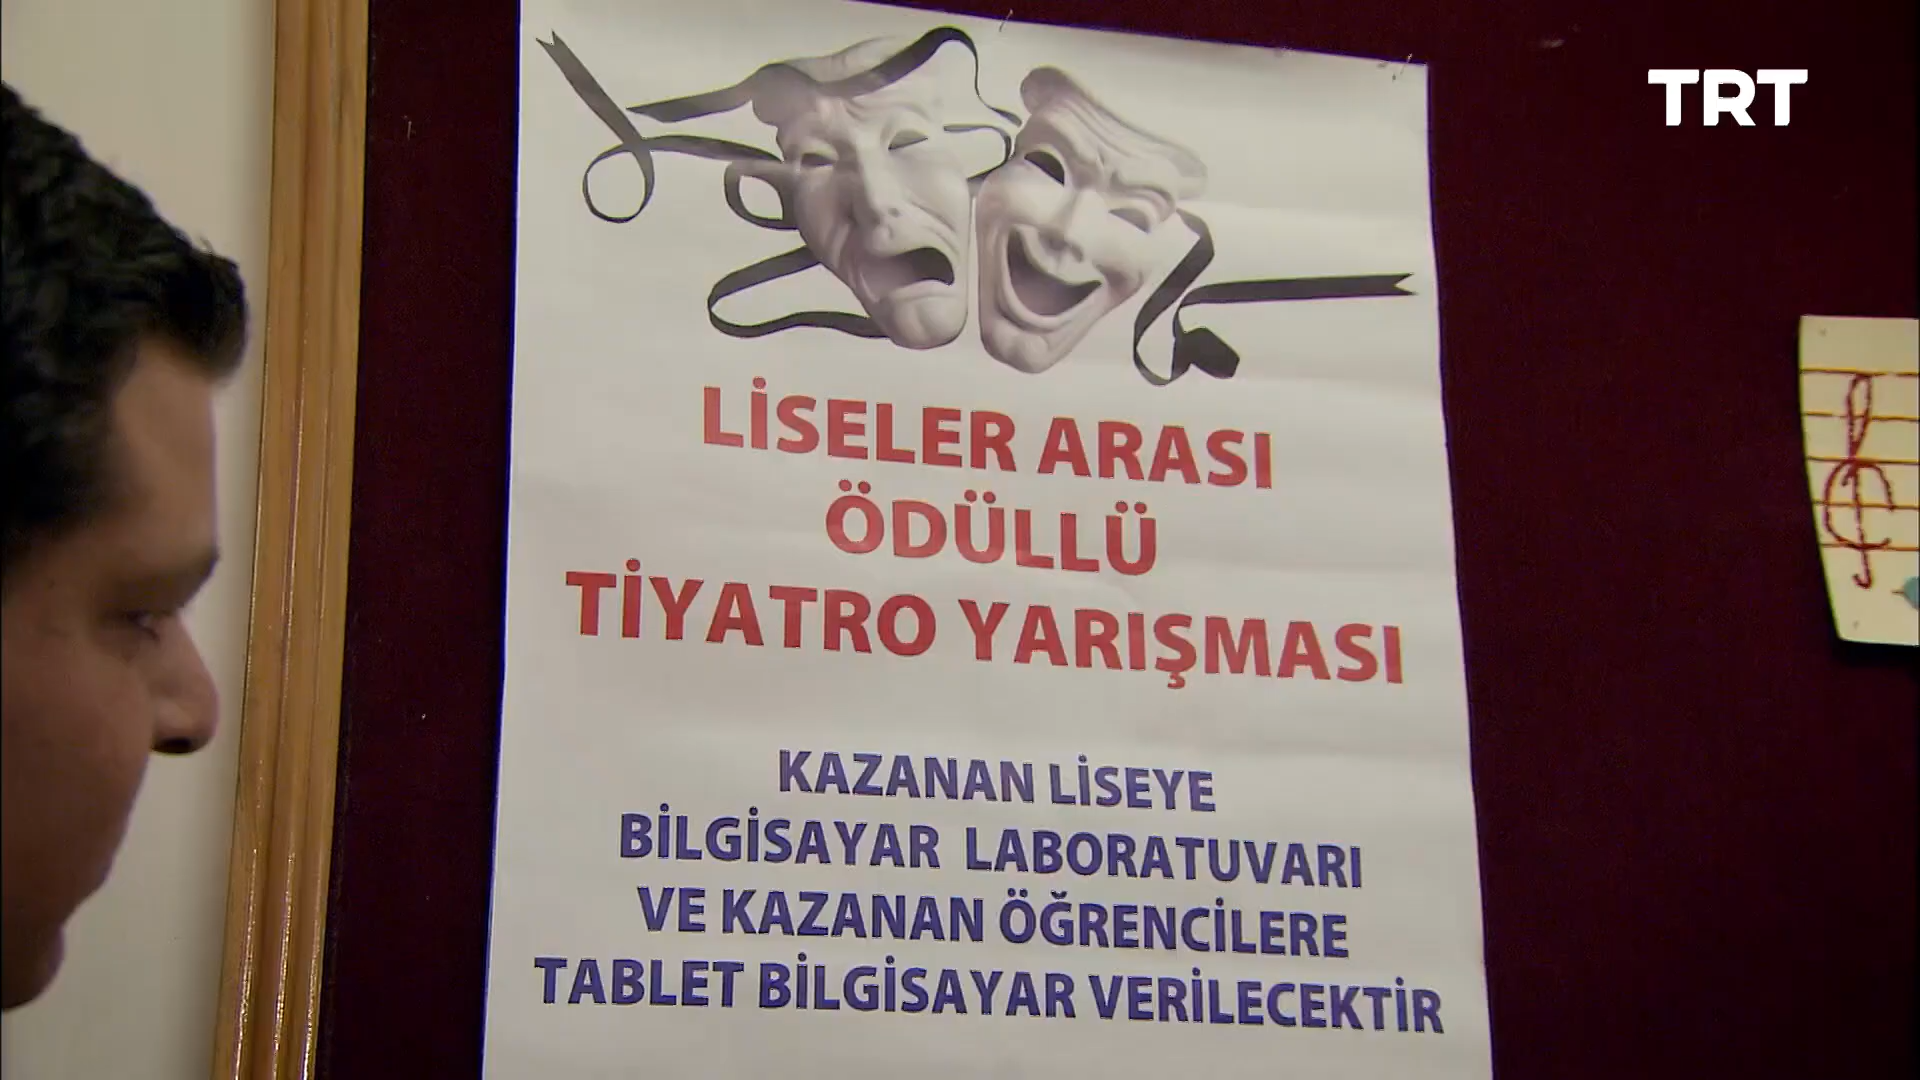 TRT
LİSELER ARASI
ÖDÜLLÜ
TİYATRO YARIŞMASI
KAZANAN LİSEYE
BİLGİSAYAR LABORATUVARI
VE KAZANAN ÖĞRENCİLERE
TABLET BİLGİSAYAR VERİLECEKTİR